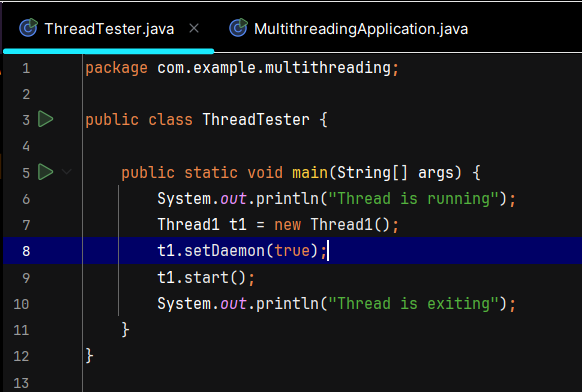 ThreadTester.java MultithreadingApplication.java
1 package com.example.multithreading;
2
3 public class ThreadTester {
4
5 public static void main(String[] args) {
6 System.out.println("Thread is running");
7 Thread1 t1 = new Thread1();
8 t1.setDaemon(true);
9 t1.start();
10 System.out.println("Thread is exiting");
11 }
12 }
13